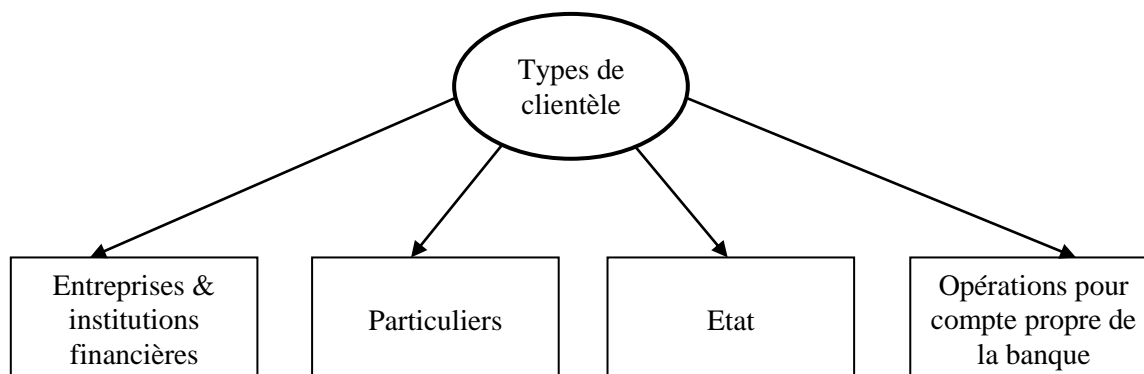 Types de
clientèle
Entreprises &
institutions
financières
Particuliers
Etat
Opérations pour
compte propre de
la banque